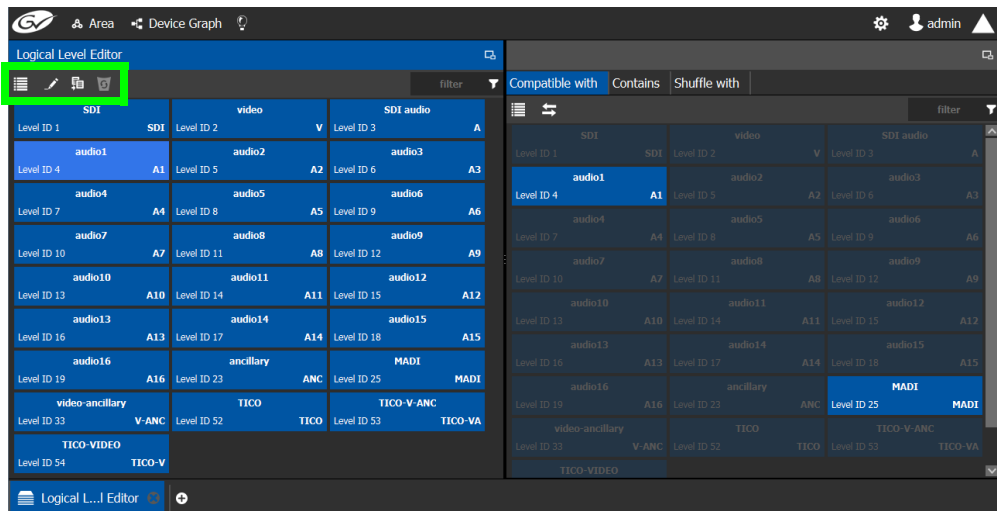 GV Area Device Graph admin
Logical Level Editor
filter
SDI video SDI audio
Level ID 1 SDI Level ID 2 V Level ID 3 A
audio1 audio2 audio3
Level ID 4 A1 Level ID 5 A2 Level ID 6 A3
audio4 audio5 audio6
Level ID 7 A4 Level ID 8 A5 Level ID 9 A6
audio7 audio8 audio9
Level ID 10 A7 Level ID 11 A8 Level ID 12 A9
audio10 audio11 audio12
Level ID 13 A10 Level ID 14 A11 Level ID 15 A12
audio13 audio14 audio15
Level ID 16 A13 Level ID 17 A14 Level ID 18 A15
audio16 ancillary MADI
Level ID 19 A16 Level ID 23 ANC Level ID 25 MADI
video-ancillary TICO TICO-V-ANC
Level ID 33 V-ANC Level ID 52 TICO Level ID 53 TICO-VA
TICO-VIDEO
Level ID 54 TICO-V
Compatible with Contains Shuffle with
filter
SDI video SDI audio
Level ID 1 SDI Level ID 2 V Level ID 3 A
audio1 audio2 audio3
Level ID 4 A1 Level ID 5 A2 Level ID 6 A3
audio4 audio5 audio6
Level ID 7 A4 Level ID 8 A5 Level ID 9 A6
audio7 audio8 audio9
Level ID 10 A7 Level ID 11 A8 Level ID 12 A9
audio10 audio11 audio12
Level ID 13 A10 Level ID 14 A11 Level ID 15 A12
audio13 audio14 audio15
Level ID 16 A13 Level ID 17 A14 Level ID 18 A15
audio16 ancillary MADI
Level ID 19 A16 Level ID 23 ANC Level ID 25 MADI
video-ancillary TICO TICO-V-ANC
Level ID 33 V-ANC Level ID 52 TICO Level ID 53 TICO-VA
TICO-VIDEO
Logical L...l Editor